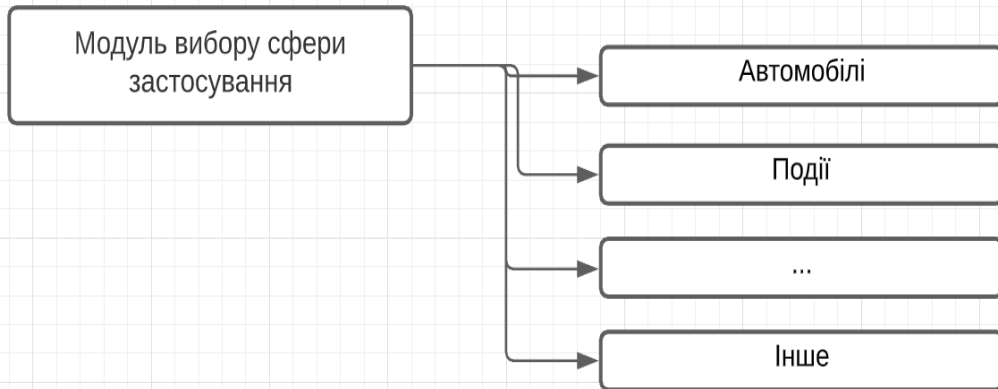 Модуль вибору сфери
застосування
Автомобілі
Події
...
Інше